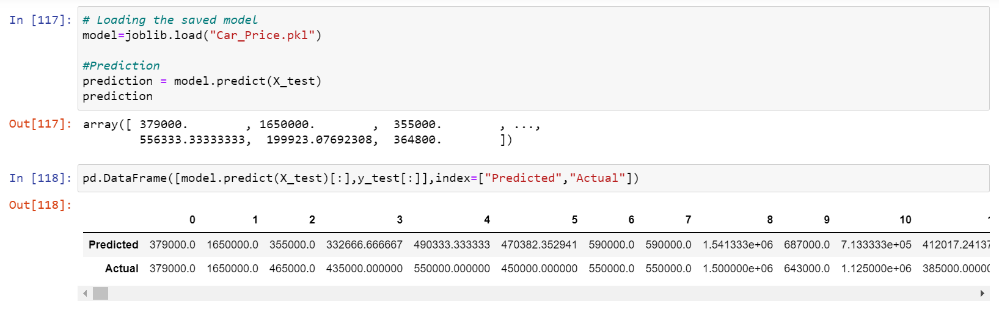 In [117]: # Loading the saved model
model=joblib.load("Car_Price.pkl")
#Prediction
prediction = model.predict(X_test)
prediction
Out[117]: array([ 379000.        , 1650000.        ,  355000.        , ...,
556333.33333333,  199923.07692308,  364800.        ])
In [118]: pd.DataFrame([model.predict(X_test)[:],y_test[:]],index=["Predicted","Actual"])
Out[118]:
0 1 2 3 4 5 6 7 8 9 10
Predicted 379000.0 1650000.0 355000.0 332666.666667 490333.333333 470382.352941 590000.0 590000.0 1.541333e+06 687000.0 7.133333e+05 412017.24137
Actual 379000.0 1650000.0 465000.0 435000.000000 550000.000000 450000.000000 550000.0 550000.0 1.500000e+06 643000.0 1.125000e+06 385000.00000